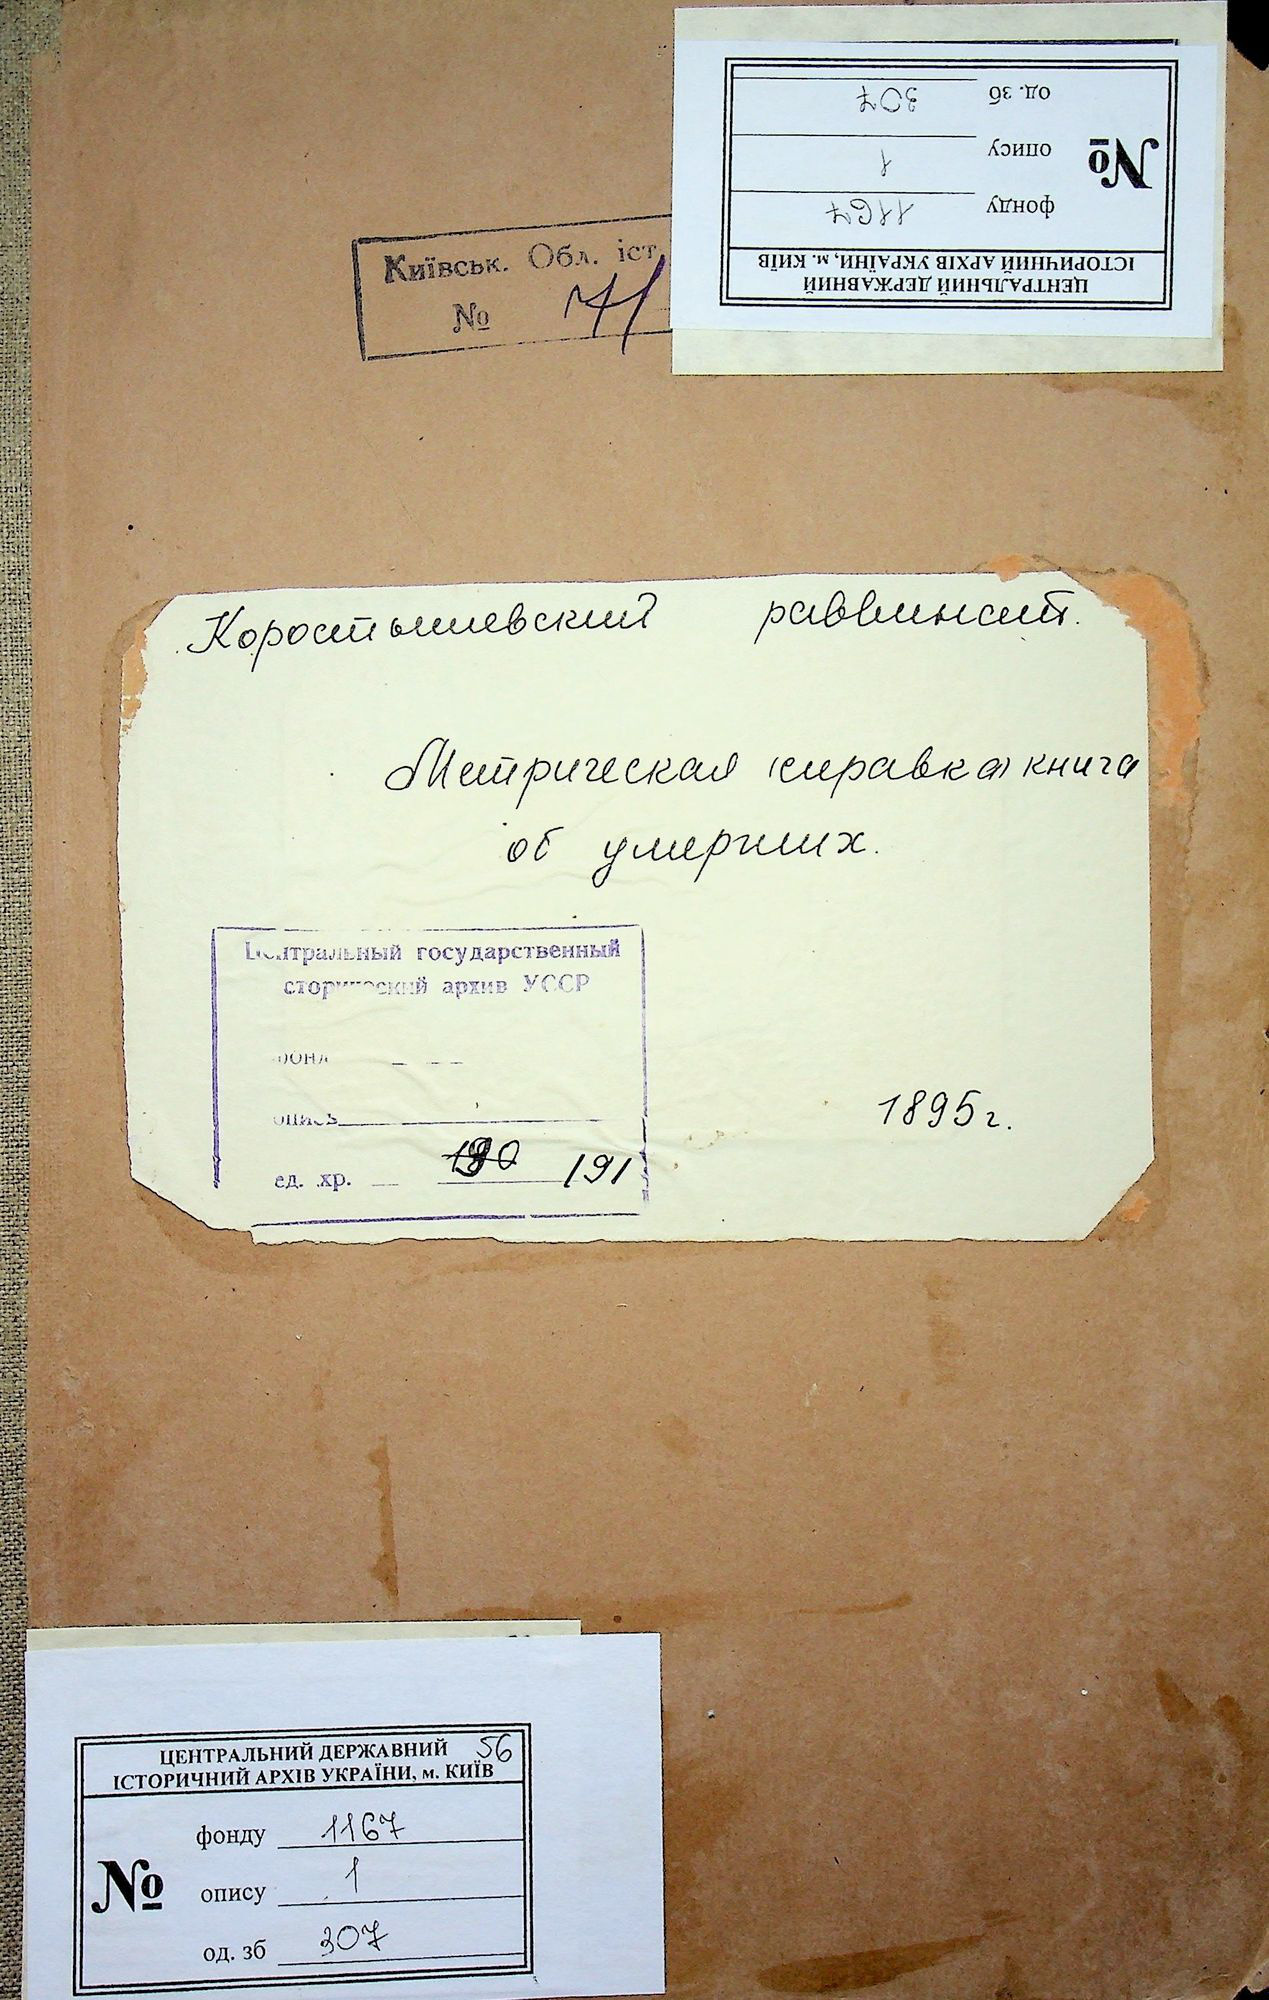 ЦЕНТРАЛЬНИЙ ДЕРЖАВНИЙ
ІСТОРИЧНИЙ АРХІВ УКРАЇНИ, м. КИЇВ
№
фонду 1167
опису 1
од. зб 307
Київськ. Обл. іст.
№ 71
Коростышевский раввинат.
Метрическая (справка) книга
об умерших.
Центральный государственный
сторический архив УССР
фонд
опись
ед. хр. 190 191
1895 г.
ЦЕНТРАЛЬНИЙ ДЕРЖАВНИЙ 56
ІСТОРИЧНИЙ АРХІВ УКРАЇНИ, м. КИЇВ
№
фонду 1167
опису 1
од. зб 307